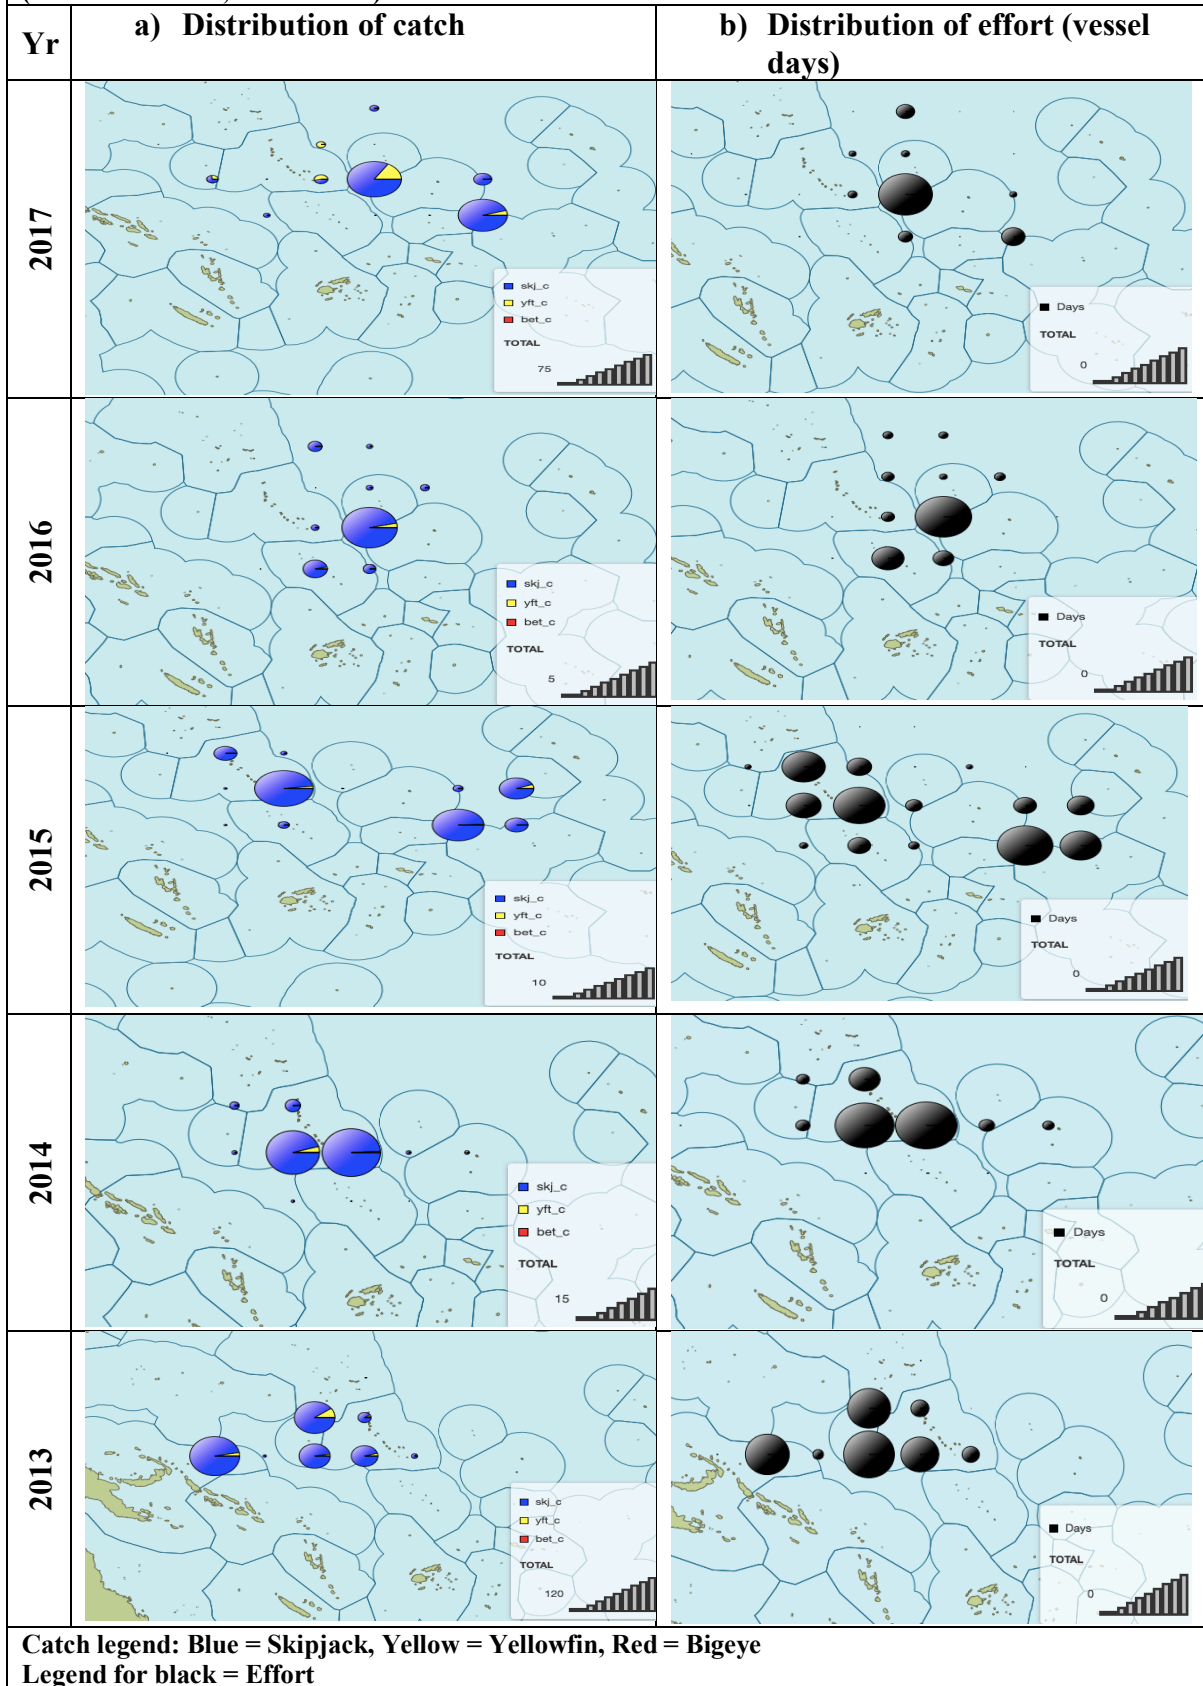 Yr
a) Distribution of catch
b) Distribution of effort (vessel
days)
2017
skj_c
yft_c
bet_c
TOTAL
75
Days
TOTAL
0
2016
skj_c
yft_c
bet_c
TOTAL
5
Days
TOTAL
0
2015
skj_c
yft_c
bet_c
TOTAL
10
Days
TOTAL
0
2014
skj_c
yft_c
bet_c
TOTAL
15
Days
TOTAL
0
2013
skj_c
yft_c
bet_c
TOTAL
120
Days
TOTAL
0
Catch legend: Blue = Skipjack, Yellow = Yellowfin, Red = Bigeye
Legend for black = Effort